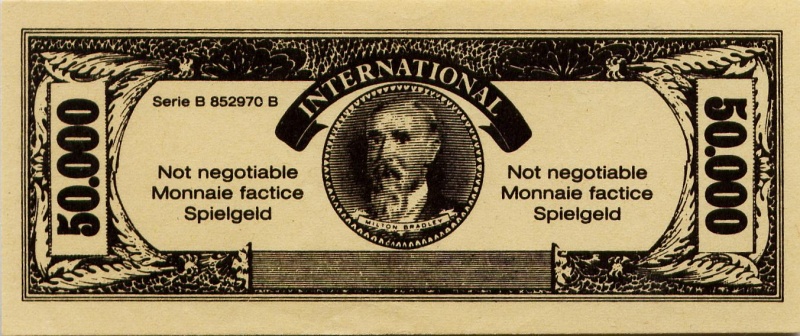 INTERNATIONAL
Serie B 852970 B
50.000
Not negotiable
Monnaie factice
Spielgeld
MILTON BRADLEY
Not negotiable
Monnaie factice
Spielgeld
50.000